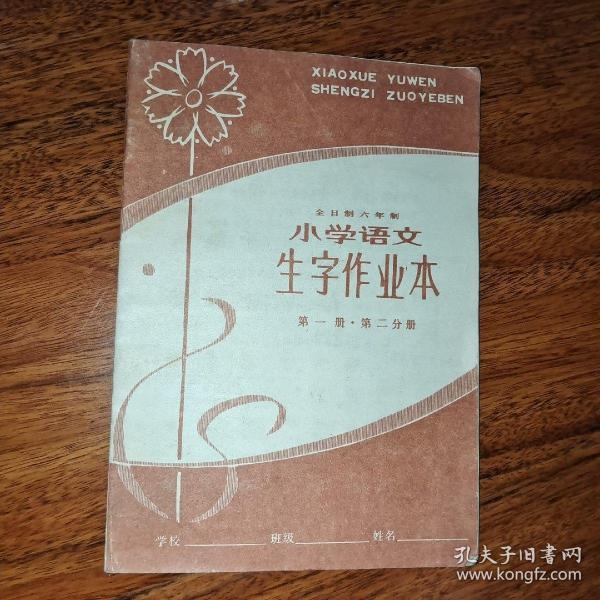 XIAOXUE YUWEN
SHENGZI ZUOYEBEN
全日制六年制
小学语文
生字作业本
第一册·第二分册
学校 班级 姓名
孔夫子旧书网
www.kongfz.com